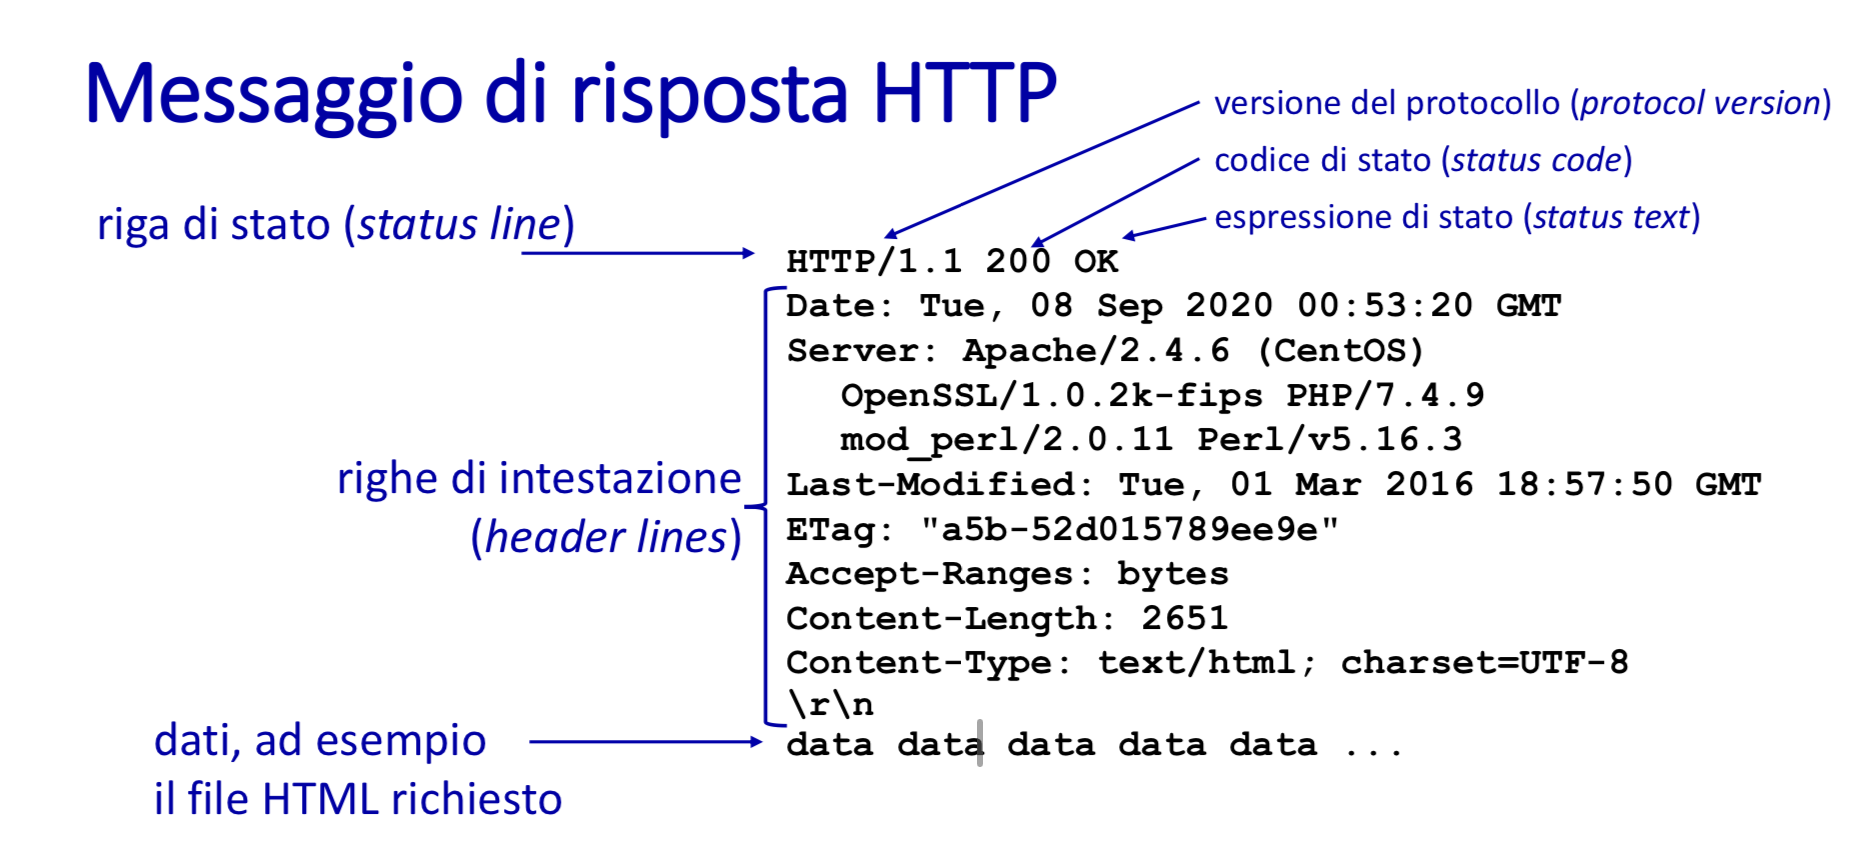 Messaggio di risposta HTTP
versione del protocollo (protocol version)
codice di stato (status code)
espressione di stato (status text)
riga di stato (status line)
HTTP/1.1 200 OK
Date: Tue, 08 Sep 2020 00:53:20 GMT
Server: Apache/2.4.6 (CentOS)
OpenSSL/1.0.2k-fips PHP/7.4.9
mod_perl/2.0.11 Perl/v5.16.3
Last-Modified: Tue, 01 Mar 2016 18:57:50 GMT
ETag: "a5b-52d015789ee9e"
Accept-Ranges: bytes
Content-Length: 2651
Content-Type: text/html; charset=UTF-8
\r\n
righe di intestazione
(header lines)
data data data data data ...
dati, ad esempio
il file HTML richiesto